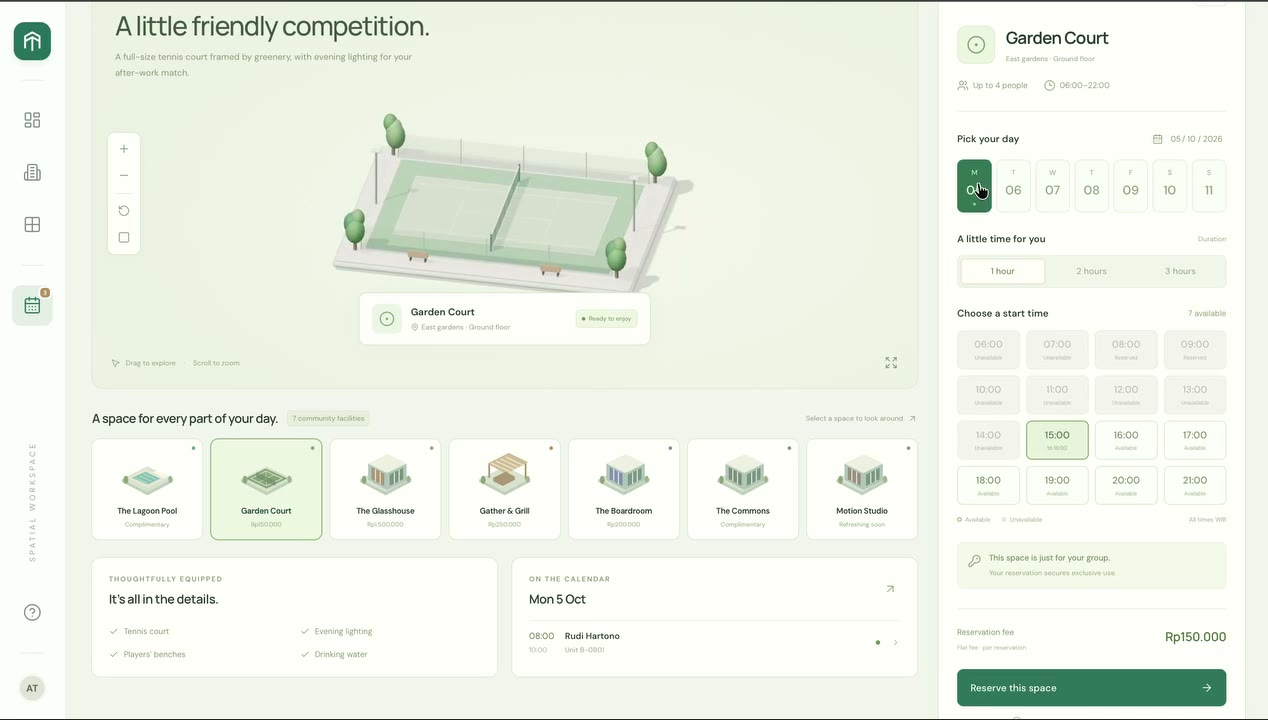 A little friendly competition.
A full-size tennis court framed by greenery, with evening lighting for your
after-work match.
3
SPATIAL WORKSPACE
AT
Garden Court
East gardens · Ground floor
Ready to enjoy
Drag to explore · Scroll to zoom
A space for every part of your day.
7 community facilities
Select a space to look around
The Lagoon Pool
Complimentary
Garden Court
Rp150.000
The Glasshouse
Rp1.500.000
Gather & Grill
Rp250.000
The Boardroom
Rp200.000
The Commons
Complimentary
Motion Studio
Refreshing soon
THOUGHTFULLY EQUIPPED
It's all in the details.
Tennis court
Evening lighting
Players' benches
Drinking water
ON THE CALENDAR
Mon 5 Oct
08:00 Rudi Hartono
10:00 Unit B-0801
Garden Court
East gardens · Ground floor
Up to 4 people
06:00–22:00
Pick your day
05 / 10 / 2026
M
T
06
W
07
T
08
F
09
S
10
S
11
A little time for you
Duration
1 hour
2 hours
3 hours
Choose a start time
7 available
06:00
Unavailable
07:00
Unavailable
08:00
Reserved
09:00
Reserved
10:00
Unavailable
11:00
Unavailable
12:00
Unavailable
13:00
Unavailable
14:00
Unavailable
15:00
to 16:00
16:00
Available
17:00
Available
18:00
Available
19:00
Available
20:00
Available
21:00
Available
Available
Unavailable
All times WIB
This space is just for your group.
Your reservation secures exclusive use.
Reservation fee
Flat fee · per reservation
Rp150.000
Reserve this space